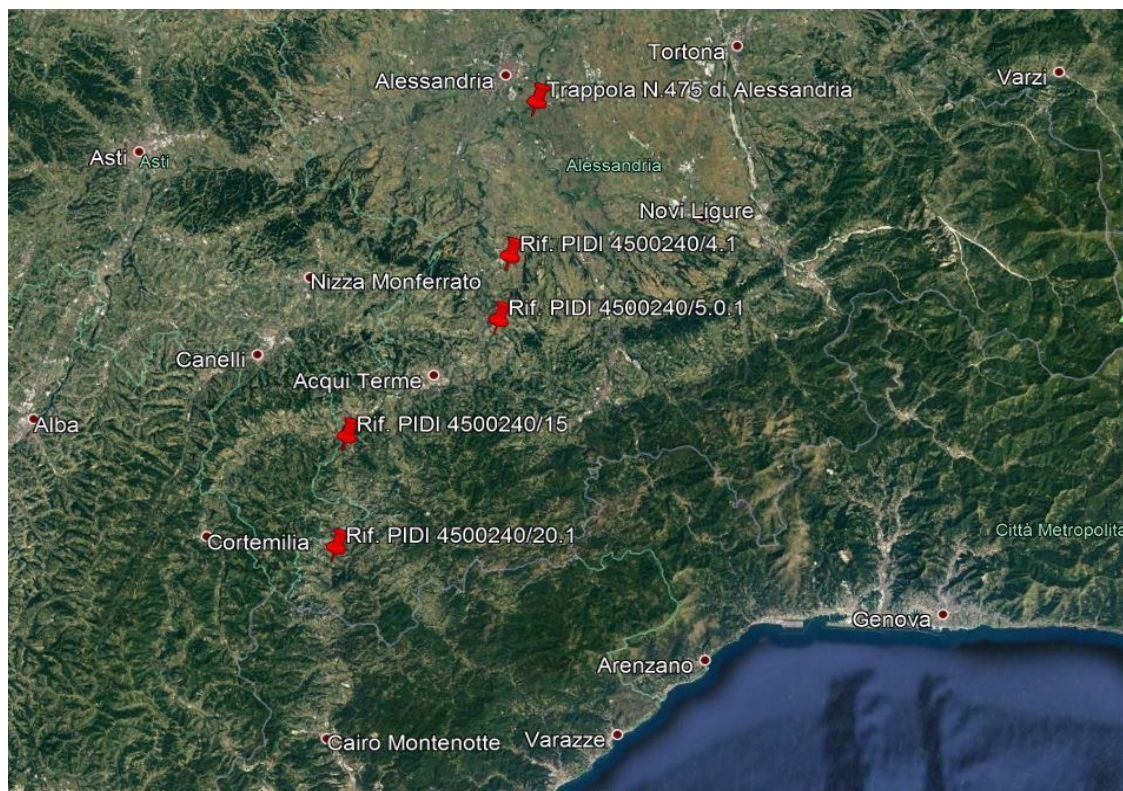 Tortona
Alessandria
Varzi
Trappola N.475 di Alessandria
Asti
Asti
Alessandria
Novi Ligure
Rif. PIDI 4500240/4.1
Nizza Monferrato
Rif. PIDI 4500240/5.0.1
Canelli
Acqui Terme
Alba
Rif. PIDI 4500240/15
Rif. PIDI 4500240/20.1
Cortemilia
Città Metropolita
Genova
Arenzano
Cairo Montenotte
Varazze